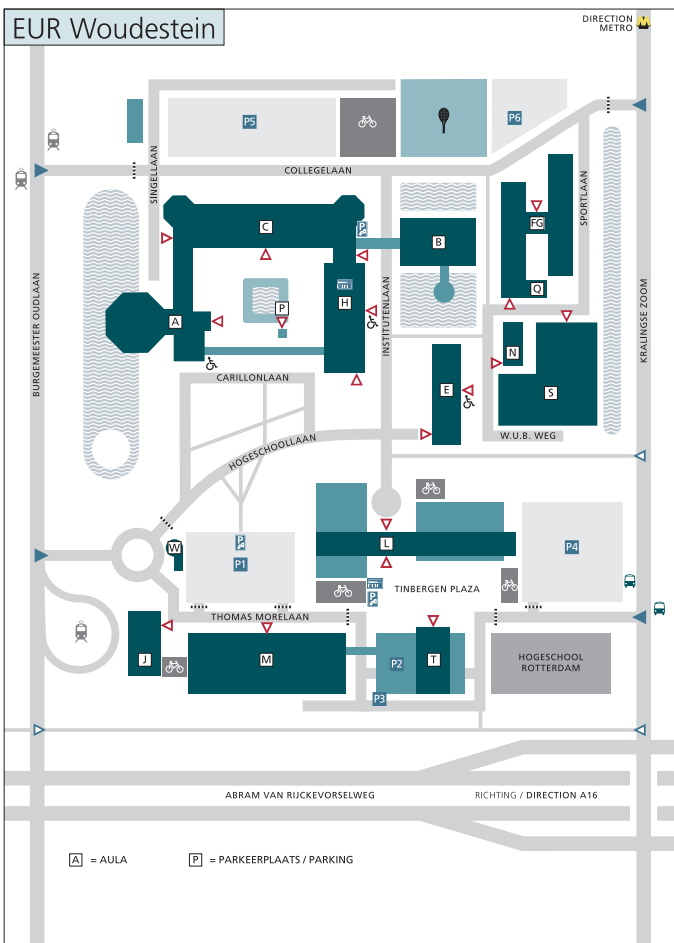 EUR Woudestein
DIRECTION
METRO
P5
P6
COLLEGELAAN
SINGELLAAN
SPORTLAAN
C
P
B
FG
Q
H
P
A
INSTITUTENLAAN
BURGEMEESTER OUDLAAN
KRALINGSE ZOOM
N
S
E
CARILLONLAAN
W.U.B. WEG
HOGESCHOOLLAAN
L
W
P
P1
P4
TINBERGEN PLAZA
P
THOMAS MORELAAN
J
M
P2
T
HOGESCHOOL
ROTTERDAM
P3
ABRAM VAN RIJCKEVORSELWEG
RICHTING / DIRECTION A16
A = AULA
P = PARKEERPLAATS / PARKING